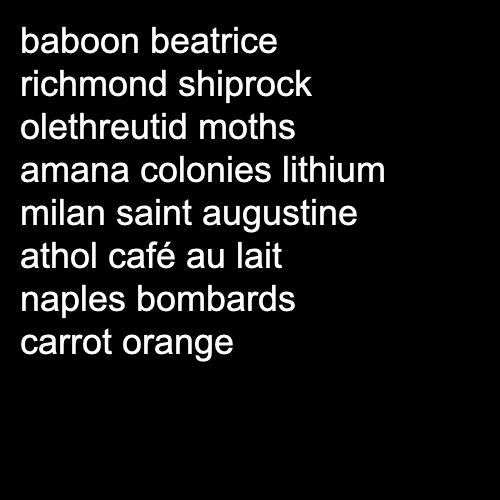 baboon beatrice
richmond shiprock
olethreutid moths
amana colonies lithium
milan saint augustine
athol café au lait
naples bombards
carrot orange